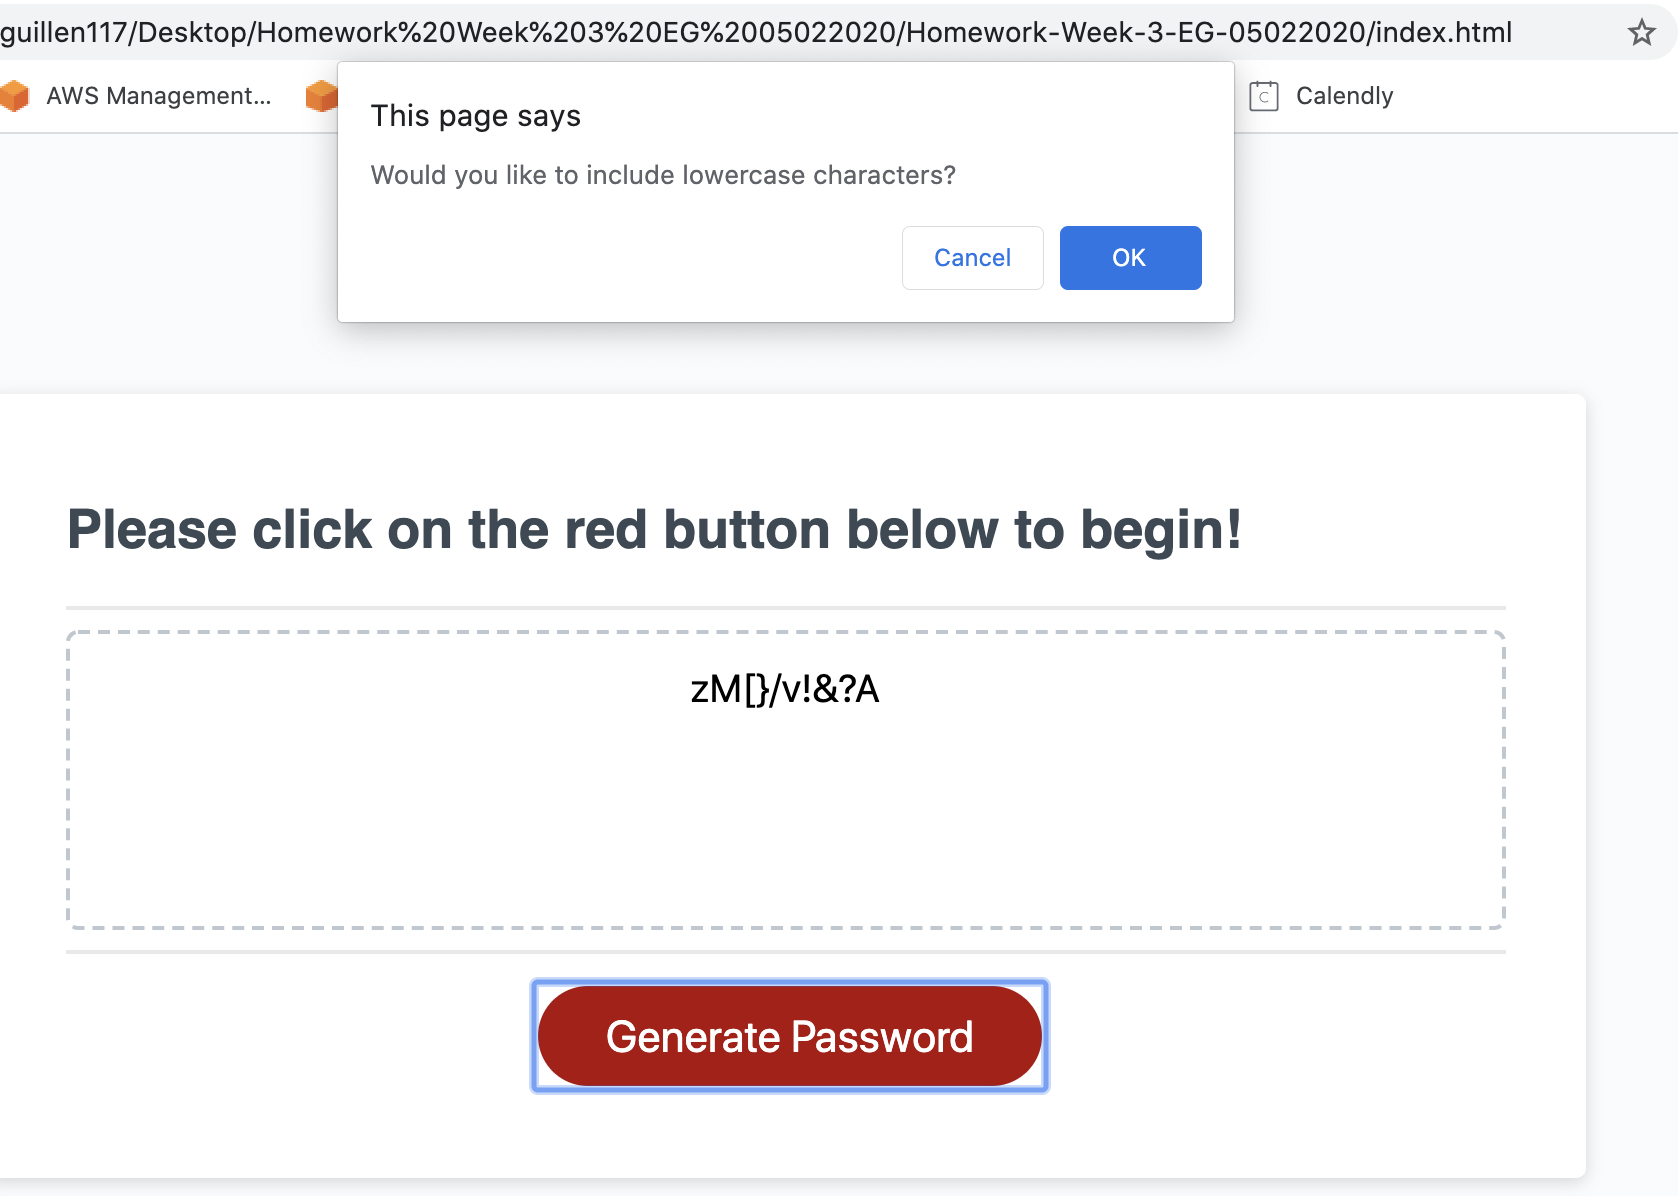 guillen117/Desktop/Homework%20Week%203%20EG%2005022020/Homework-Week-3-EG-05022020/index.html
AWS Management...
Calendly
This page says
Would you like to include lowercase characters?
Cancel
OK
Please click on the red button below to begin!
zM[}/v!&?A
Generate Password